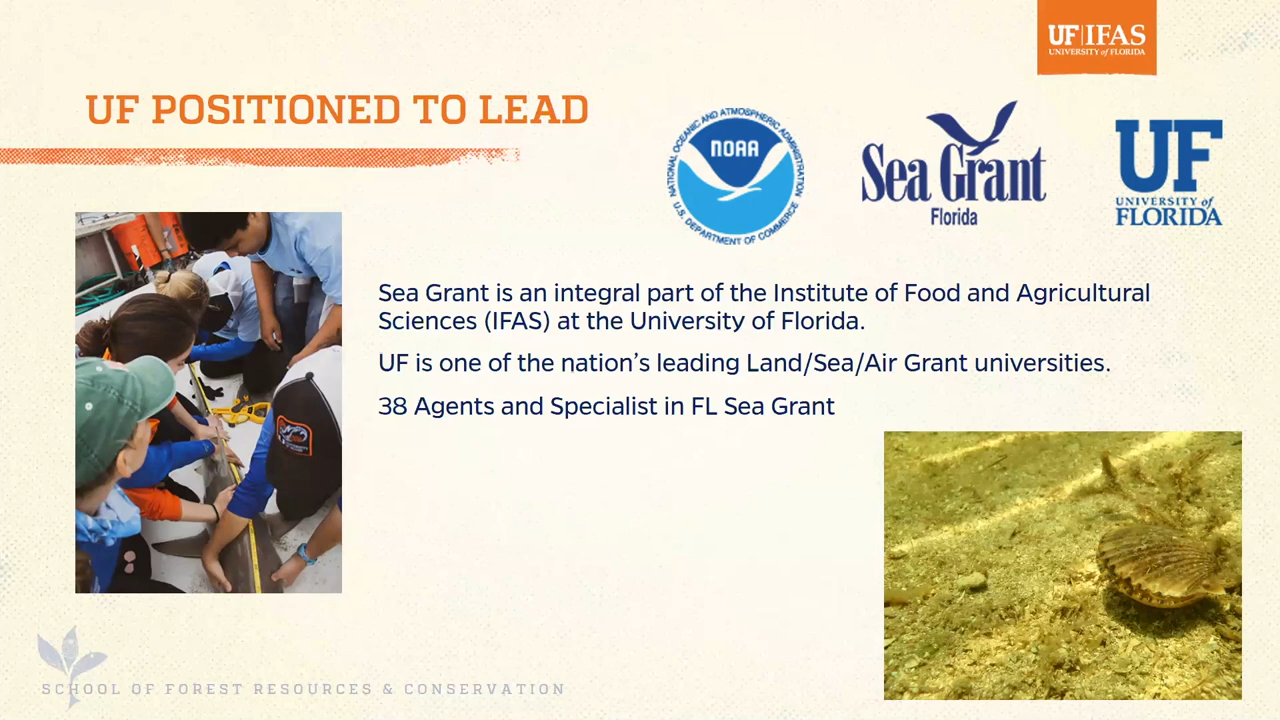 UF|IFAS
UNIVERSITY of FLORIDA
UF POSITIONED TO LEAD
NATIONAL OCEANIC AND ATMOSPHERIC ADMINISTRATION
NOAA
U.S. DEPARTMENT OF COMMERCE
Sea Grant
Florida
UF
UNIVERSITY of
FLORIDA
Sea Grant is an integral part of the Institute of Food and Agricultural
Sciences (IFAS) at the University of Florida.
UF is one of the nation’s leading Land/Sea/Air Grant universities.
38 Agents and Specialist in FL Sea Grant
SCHOOL OF FOREST RESOURCES & CONSERVATION